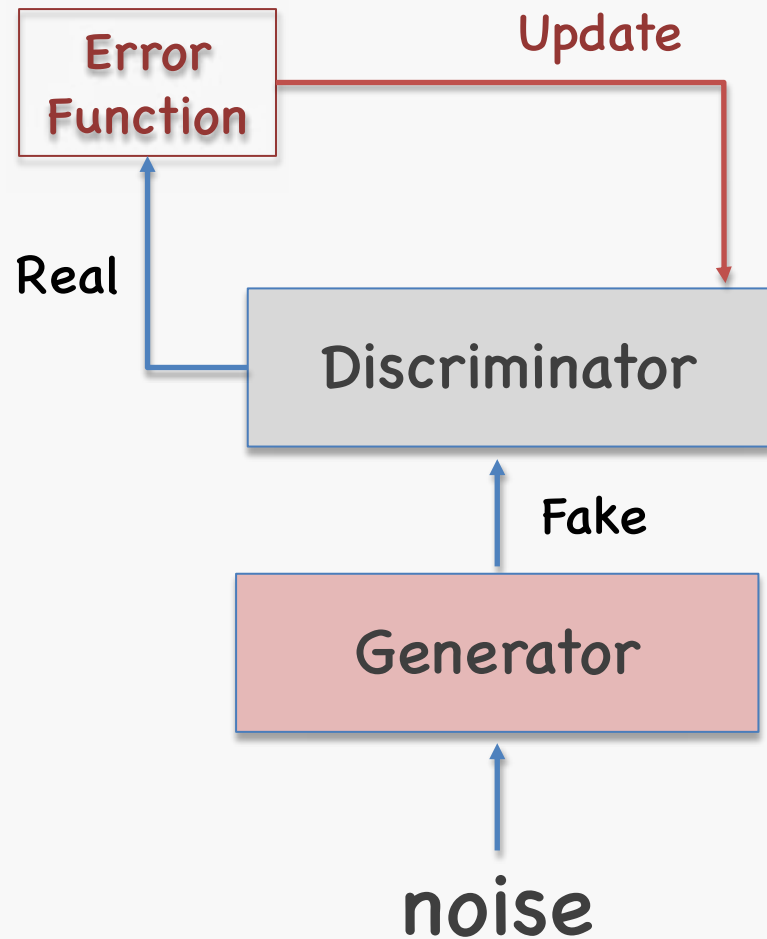 Error
Function
Update
Real
Discriminator
Fake
Generator
noise